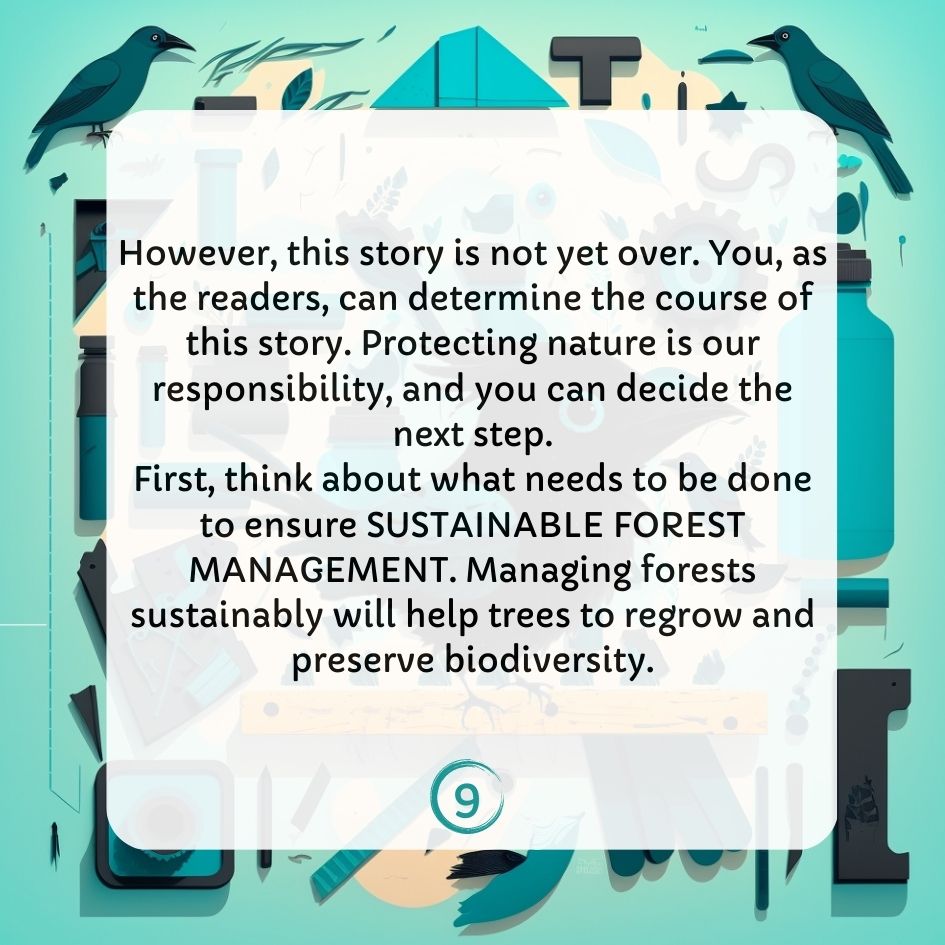 However, this story is not yet over. You, as
the readers, can determine the course of
this story. Protecting nature is our
responsibility, and you can decide the
next step.
First, think about what needs to be done
to ensure SUSTAINABLE FOREST
MANAGEMENT. Managing forests
sustainably will help trees to regrow and
preserve biodiversity.
9